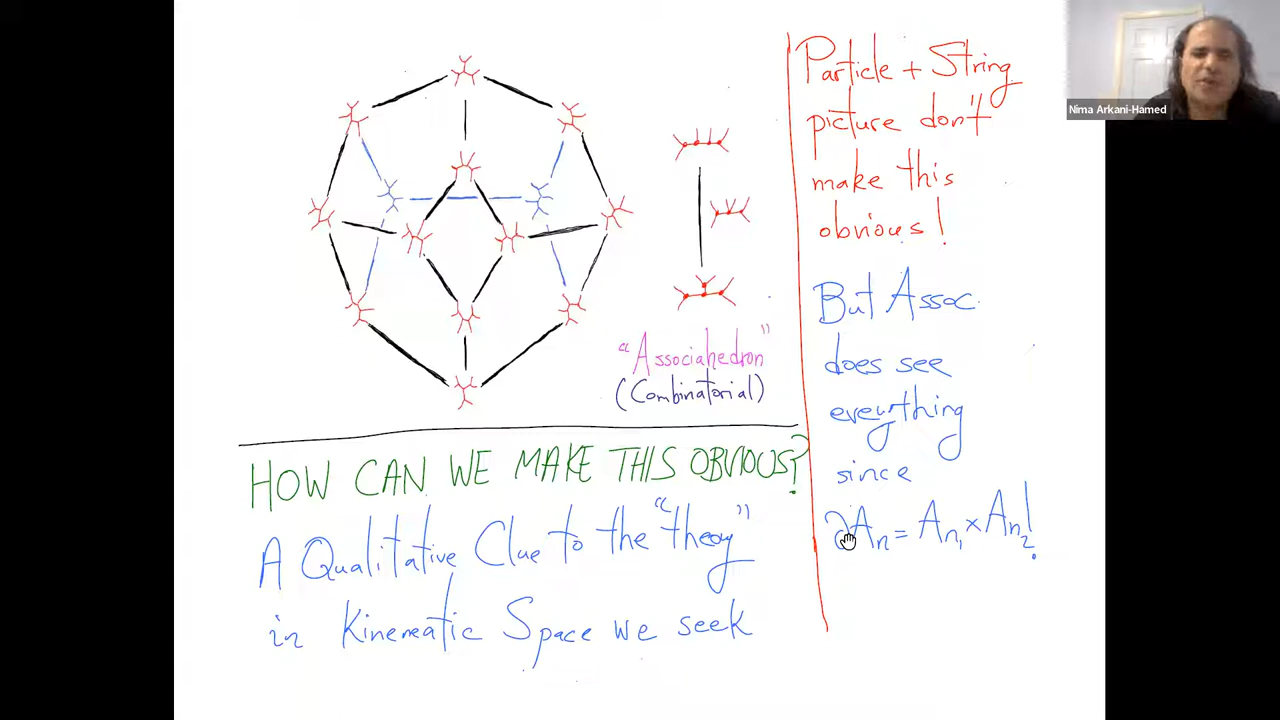 Nima Arkani-Hamed
"Associahedron"
(Combinatorial)
HOW CAN WE MAKE THIS OBVIOUS?
A Qualitative Clue to the "theory"
in Kinematic Space we seek
Particle + String
picture don't
make this
obvious!
But Assoc.
does see
eveyrthing
since
∂Aₙ = Aₙ₁ × Aₙ₂!